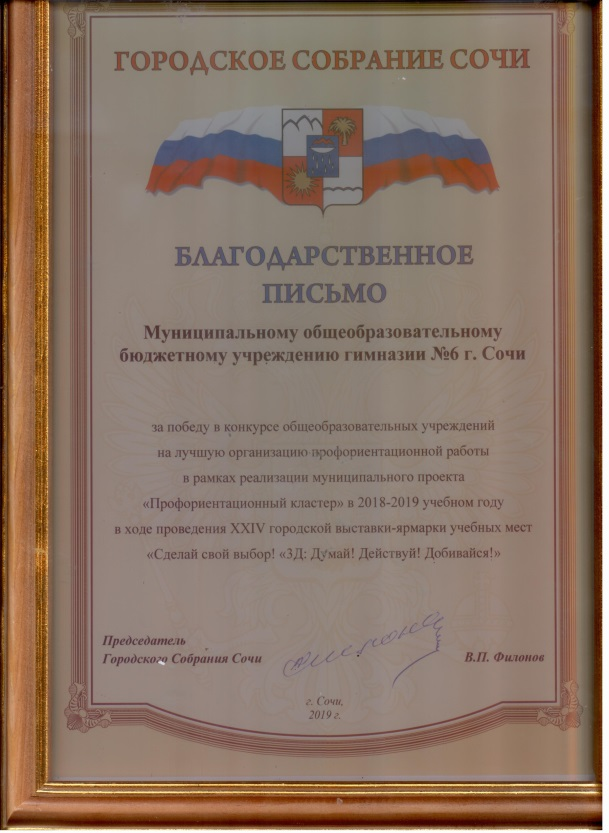 ГОРОДСКОЕ СОБРАНИЕ СОЧИ
БЛАГОДАРСТВЕННОЕ
ПИСЬМО
Муниципальному общеобразовательному
бюджетному учреждению гимназии №6 г. Сочи
за победу в конкурсе общеобразовательных учреждений
на лучшую организацию профориентационной работы
в рамках реализации муниципального проекта
«Профориентационный кластер» в 2018-2019 учебном году
в ходе проведения XXIV городской выставки-ярмарки учебных мест
«Сделай свой выбор! «3Д: Думай! Действуй! Добивайся!»
Председатель
Городского Собрания Сочи
В.П. Филонов
г. Сочи,
2019 г.